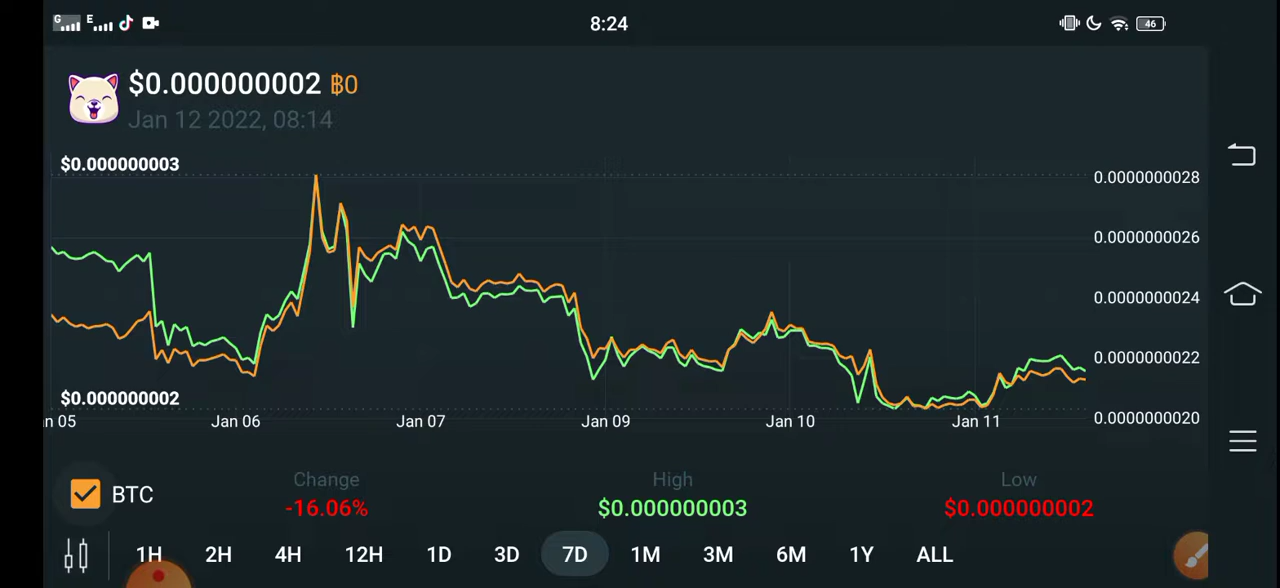 G E 8:24 46
$0.000000002 ฿0
Jan 12 2022, 08:14
$0.000000003
0.0000000028
0.0000000026
0.0000000024
0.0000000022
$0.000000002
0.0000000020
n 05 Jan 06 Jan 07 Jan 09 Jan 10 Jan 11
Change High Low
BTC
-16.06% $0.000000003 $0.000000002
1H 2H 4H 12H 1D 3D 7D 1M 3M 6M 1Y ALL